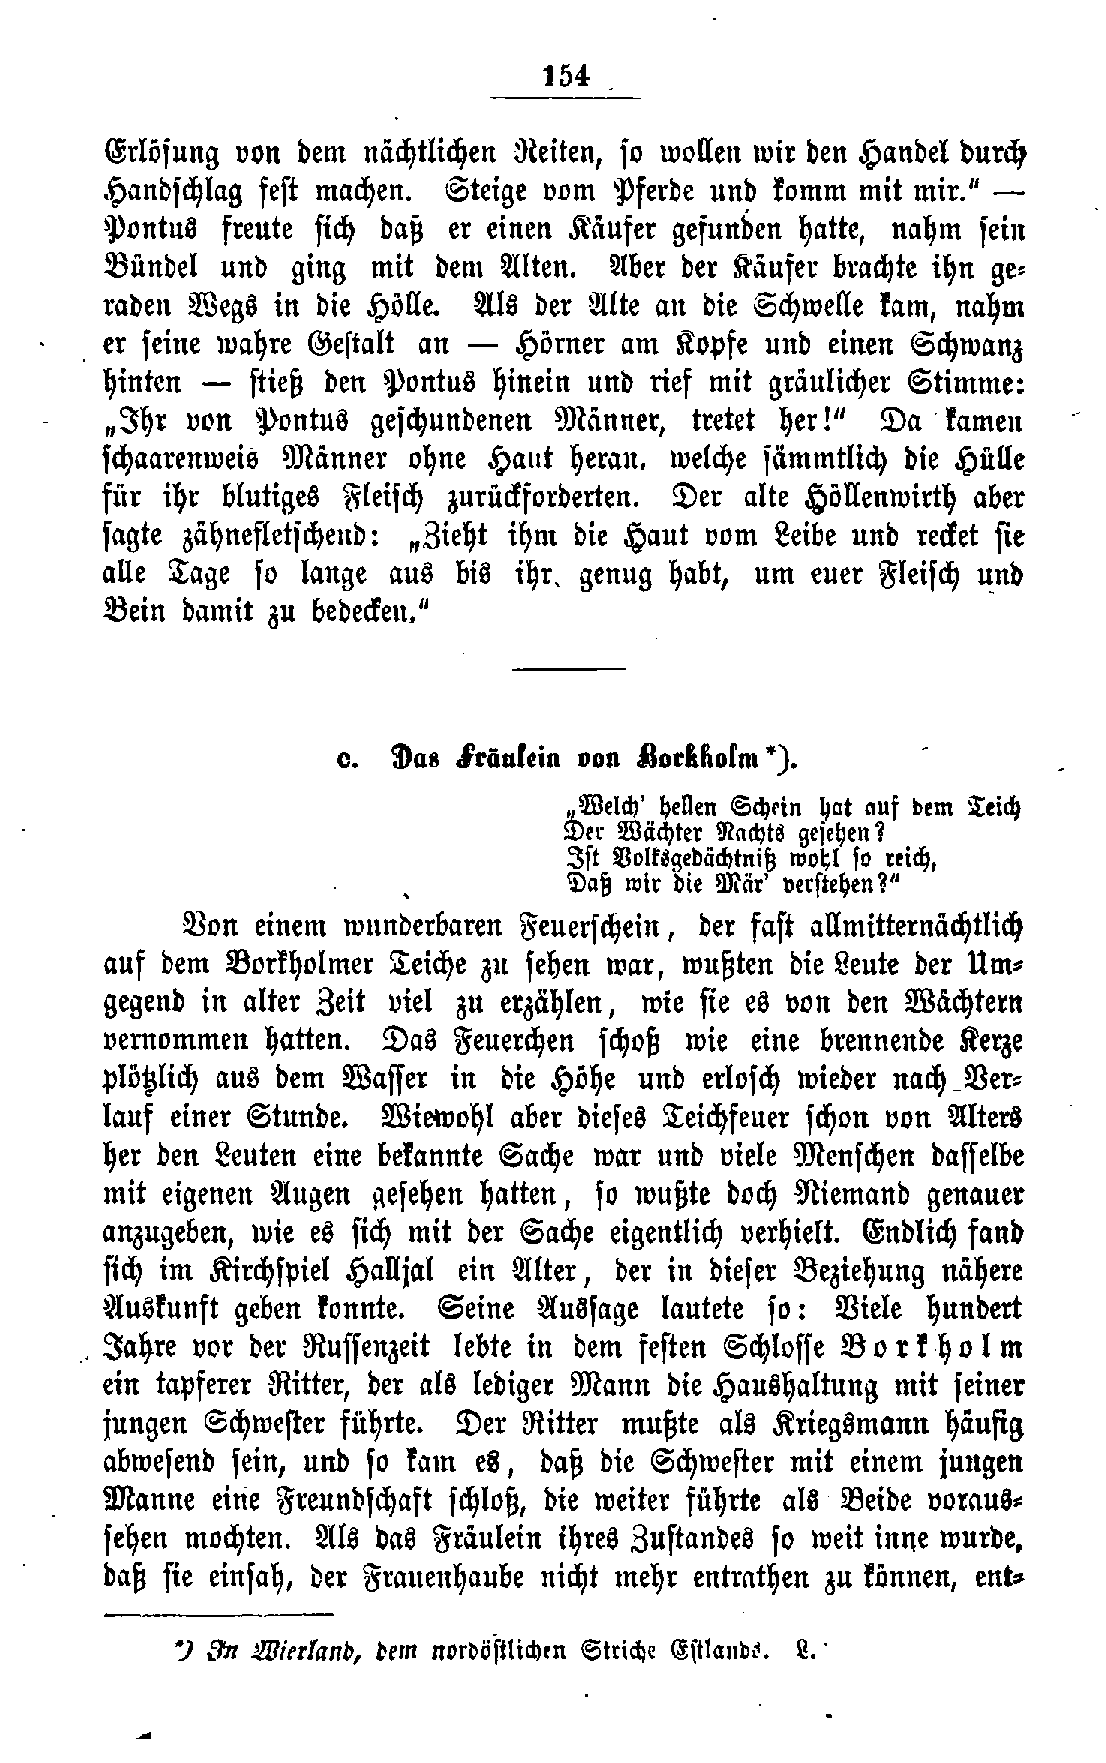 154
Erlösung von dem nächtlichen Reiten, so wollen wir den Handel durch
Handschlag fest machen. Steige vom Pferde und komm mit mir.“ —
Pontus freute sich daß er einen Käufer gefunden hatte, nahm sein
Bündel und ging mit dem Alten. Aber der Käufer brachte ihn ge-
raden Wegs in die Hölle. Als der Alte an die Schwelle kam, nahm
er seine wahre Gestalt an — Hörner am Kopfe und einen Schwanz
hinten — stieß den Pontus hinein und rief mit gräulicher Stimme:
„Ihr von Pontus geschundenen Männer, tretet her!“ Da kamen
schaarenweis Männer ohne Haut heran, welche sämmtlich die Hülle
für ihr blutiges Fleisch zurückforderten. Der alte Höllenwirth aber
sagte zähnefletschend: „Zieht ihm die Haut vom Leibe und recket sie
alle Tage so lange aus bis ihr genug habt, um euer Fleisch und
Bein damit zu bedecken.“
c. Das Fräulein von Borkholm*).
„Welch' hellen Schein hat auf dem Teich
Der Wächter Nachts gesehen?
Ist Volksgedächtniß wohl so reich,
Daß wir die Mär' verstehen?“
Von einem wunderbaren Feuerschein, der fast allmitternächtlich
auf dem Borkholmer Teiche zu sehen war, wußten die Leute der Um-
gegend in alter Zeit viel zu erzählen, wie sie es von den Wächtern
vernommen hatten. Das Feuerchen schoß wie eine brennende Kerze
plötzlich aus dem Wasser in die Höhe und erlosch wieder nach Ver-
lauf einer Stunde. Wiewohl aber dieses Teichfeuer schon von Alters
her den Leuten eine bekannte Sache war und viele Menschen dasselbe
mit eigenen Augen gesehen hatten, so wußte doch Niemand genauer
anzugeben, wie es sich mit der Sache eigentlich verhielt. Endlich fand
sich im Kirchspiel Halljal ein Alter, der in dieser Beziehung nähere
Auskunft geben konnte. Seine Aussage lautete so: Viele hundert
Jahre vor der Russenzeit lebte in dem festen Schlosse Borkholm
ein tapferer Ritter, der als lediger Mann die Haushaltung mit seiner
jungen Schwester führte. Der Ritter mußte als Kriegsmann häufig
abwesend sein, und so kam es, daß die Schwester mit einem jungen
Manne eine Freundschaft schloß, die weiter führte als Beide voraus-
sehen mochten. Als das Fräulein ihres Zustandes so weit inne wurde,
daß sie einsah, der Frauenhaube nicht mehr entrathen zu können, ent-
*) In Wierland, dem nordöstlichen Striche Estlands. L.